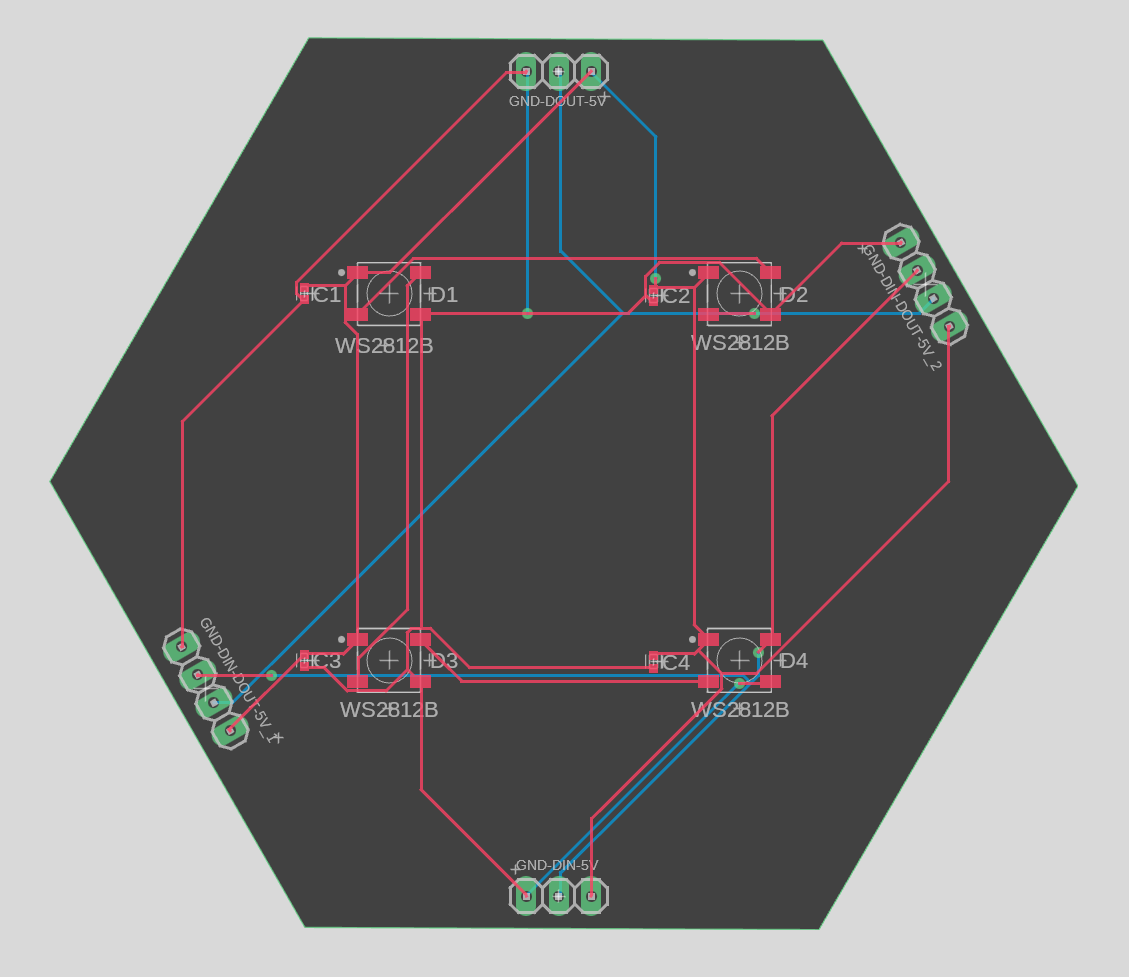 GND-DOUT-5V
GND-DIN-DOUT-5V_2
C1
D1
C2
D2
WS2812B
WS2812B
GND-DIN-DOUT-5V_1
C3
D3
C4
D4
WS2812B
WS2812B
GND-DIN-5V